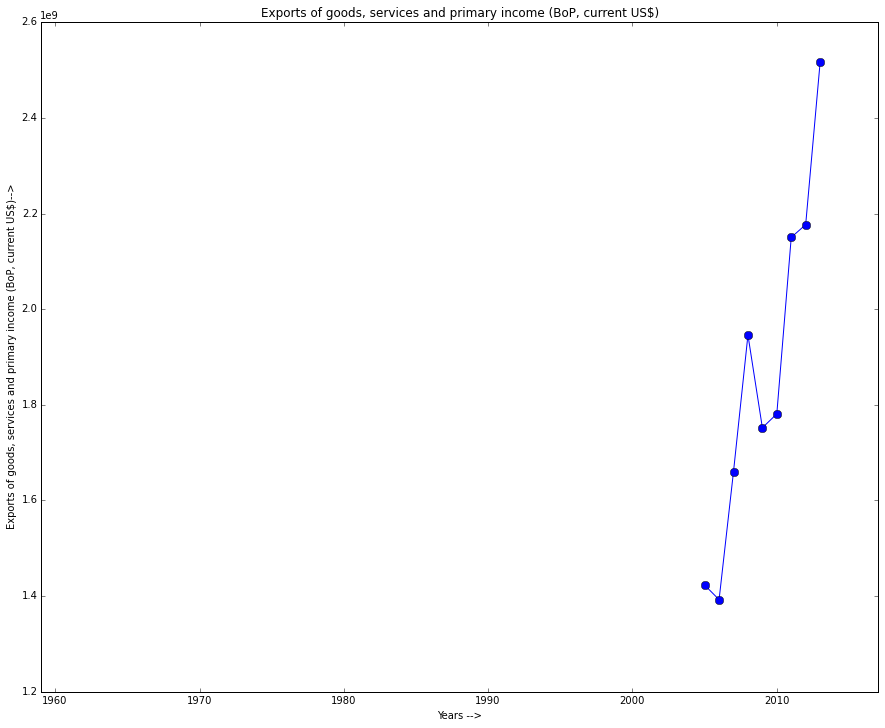 Exports of goods, services and primary income (BoP, current US$)
1e9
2.6
2.4
2.2
2.0
1.8
1.6
1.4
1.2
Exports of goods, services and primary income (BoP, current US$)-->
1960 1970 1980 1990 2000 2010
Years -->